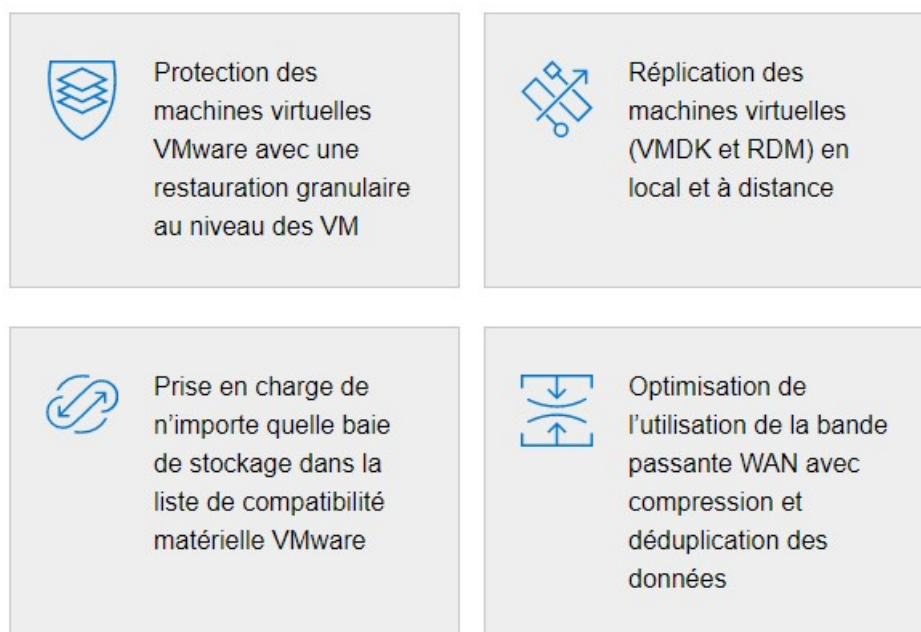 Protection des
machines virtuelles
VMware avec une
restauration granulaire
au niveau des VM
Réplication des
machines virtuelles
(VMDK et RDM) en
local et à distance
Prise en charge de
n’importe quelle baie
de stockage dans la
liste de compatibilité
matérielle VMware
Optimisation de
l’utilisation de la bande
passante WAN avec
compression et
déduplication des
données